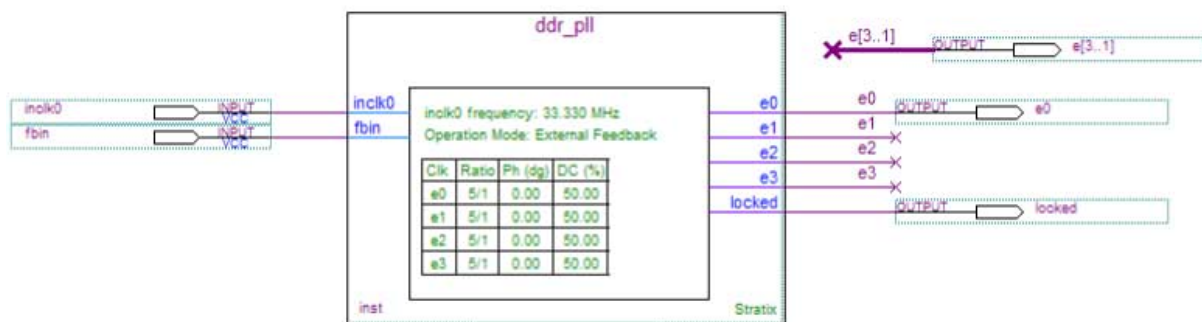 ddr_pll
e[3..1] OUTPUT e[3..1]
inclk0 INPUT VCC inclk0 e0 e0 OUTPUT e0
fbin INPUT VCC fbin e1 e1
e2 e2
e3 e3
locked OUTPUT locked
inclk0 frequency: 33.330 MHz
Operation Mode: External Feedback
Clk Ratio Ph (dg) DC (%)
e0 5/1 0.00 50.00
e1 5/1 0.00 50.00
e2 5/1 0.00 50.00
e3 5/1 0.00 50.00
inst Stratix